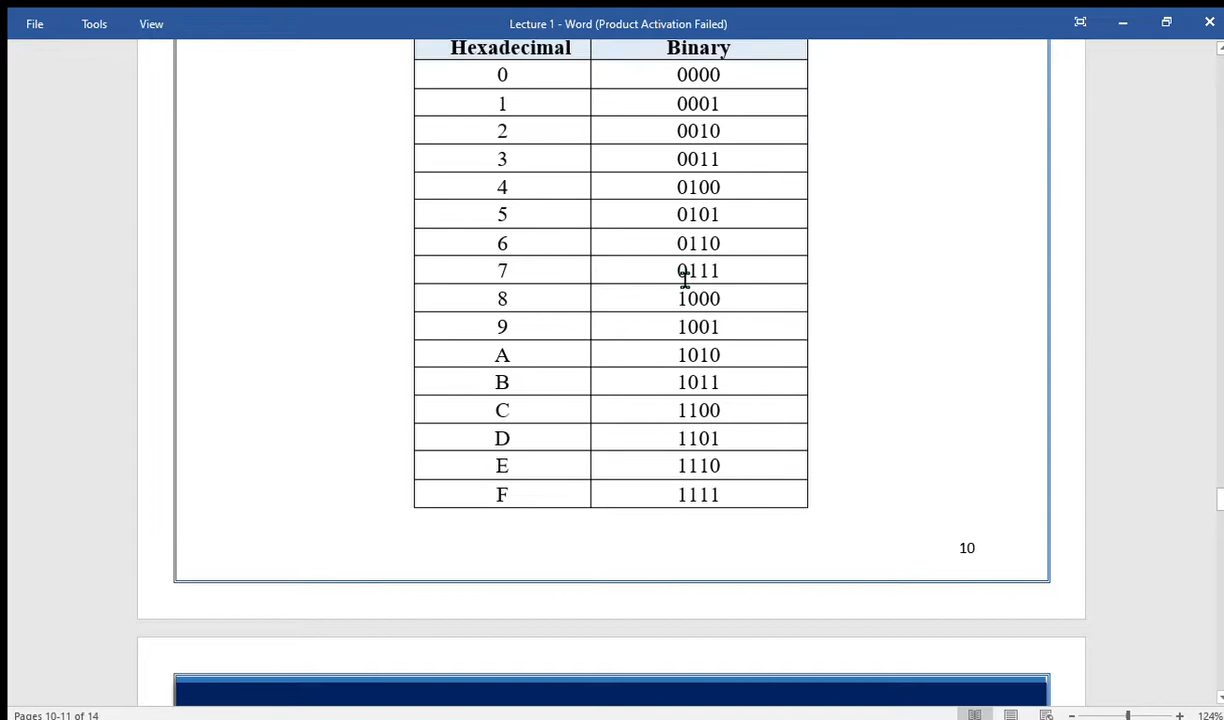 File Tools View Lecture 1 - Word (Product Activation Failed)
Hexadecimal Binary
0 0000
1 0001
2 0010
3 0011
4 0100
5 0101
6 0110
7 0111
8 1000
9 1001
A 1010
B 1011
C 1100
D 1101
E 1110
F 1111
10
Pages 10-11 of 14 124%